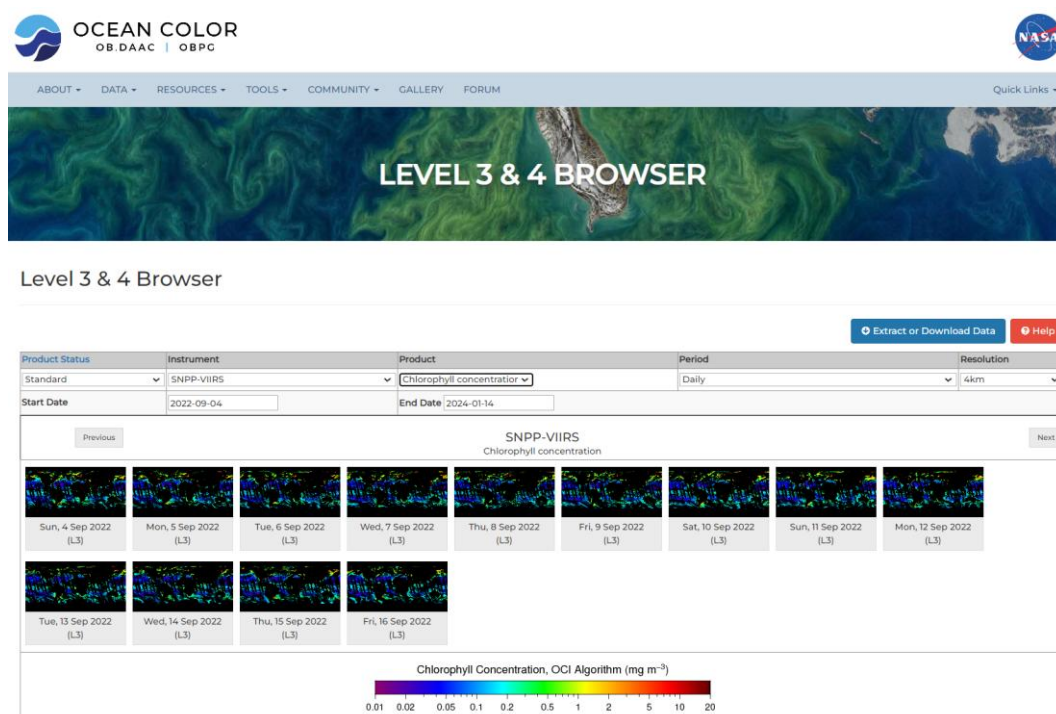 OCEAN COLOR
OB.DAAC | OBPG
NASA
ABOUT DATA RESOURCES TOOLS COMMUNITY GALLERY FORUM Quick Links
LEVEL 3 & 4 BROWSER
Level 3 & 4 Browser
Extract or Download Data Help
Product Status Instrument Product Period Resolution
Standard SNPP-VIIRS Chlorophyll concentration Daily 4km
Start Date 2022-09-04 End Date 2024-01-14
Previous SNPP-VIIRS Next
Chlorophyll concentration
Sun, 4 Sep 2022 Mon, 5 Sep 2022 Tue, 6 Sep 2022 Wed, 7 Sep 2022 Thu, 8 Sep 2022 Fri, 9 Sep 2022 Sat, 10 Sep 2022 Sun, 11 Sep 2022 Mon, 12 Sep 2022
(L3) (L3) (L3) (L3) (L3) (L3) (L3) (L3) (L3)
Tue, 13 Sep 2022 Wed, 14 Sep 2022 Thu, 15 Sep 2022 Fri, 16 Sep 2022
(L3) (L3) (L3) (L3)
Chlorophyll Concentration, OCI Algorithm (mg m⁻³)
0.01 0.02 0.05 0.1 0.2 0.5 1 2 5 10 20